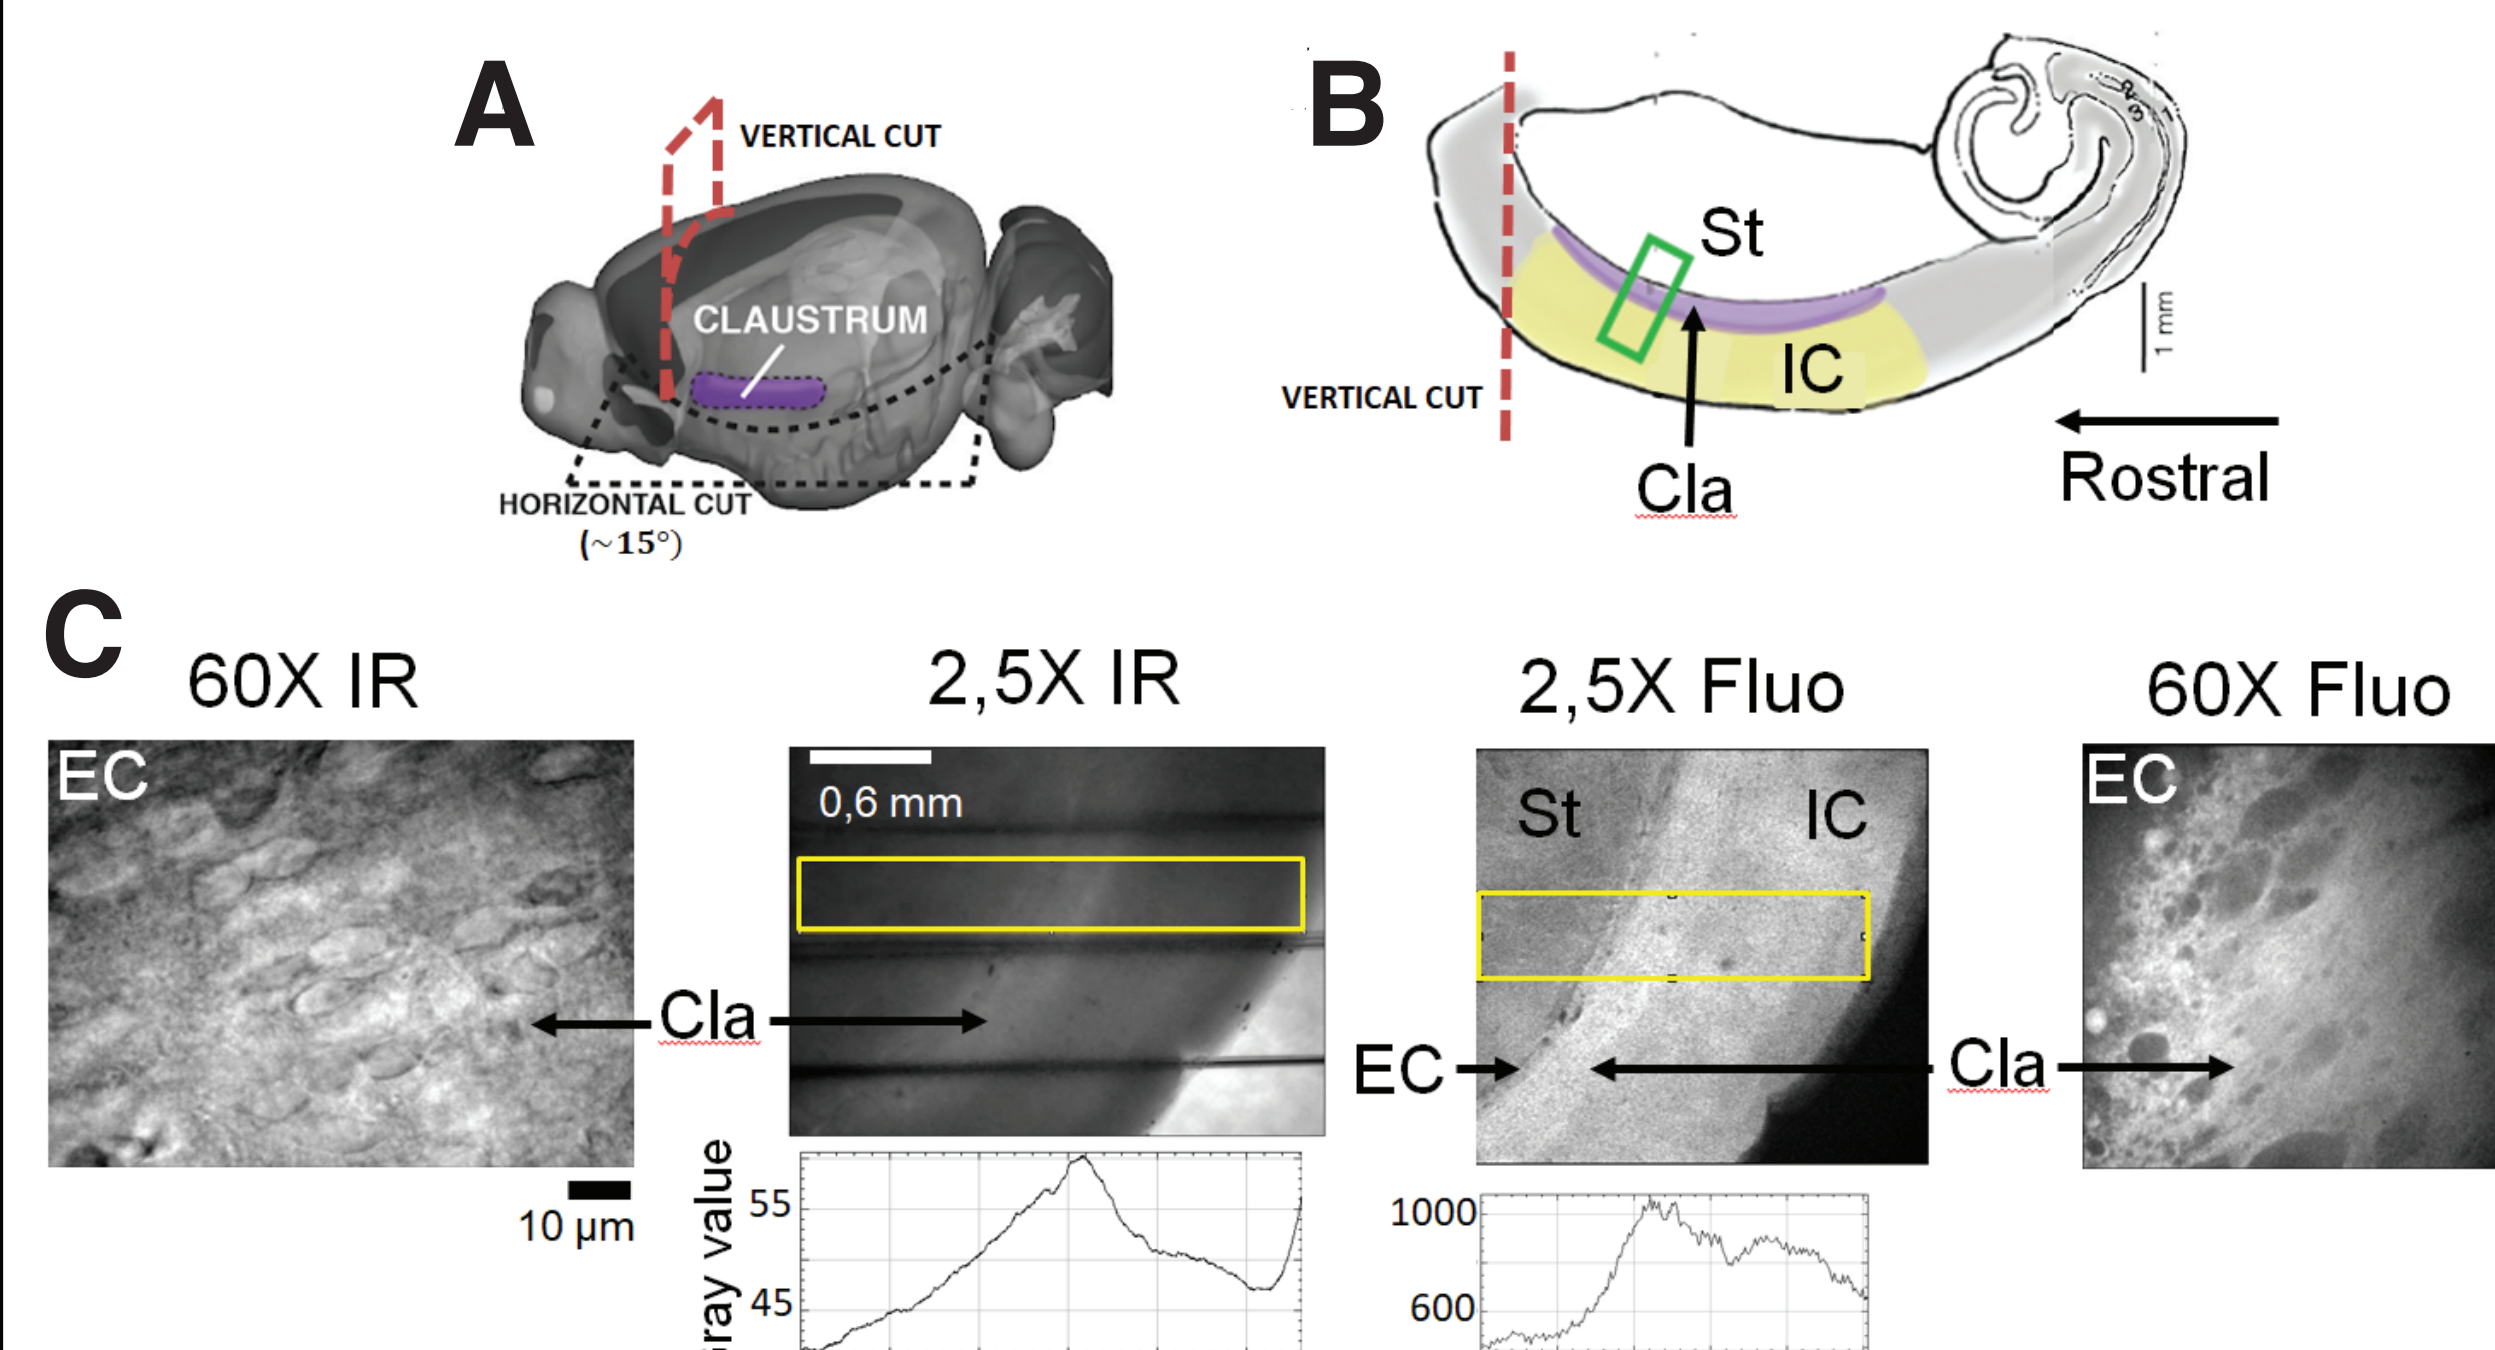 A
VERTICAL CUT
CLAUSTRUM
HORIZONTAL CUT
(~15°)
B
St
IC
1 mm
VERTICAL CUT
Cla
Rostral
C
60X IR
2,5X IR
2,5X Fluo
60X Fluo
EC
0,6 mm
St
IC
EC
Cla
EC
Cla
10 µm
ray value
55
45
1000
600